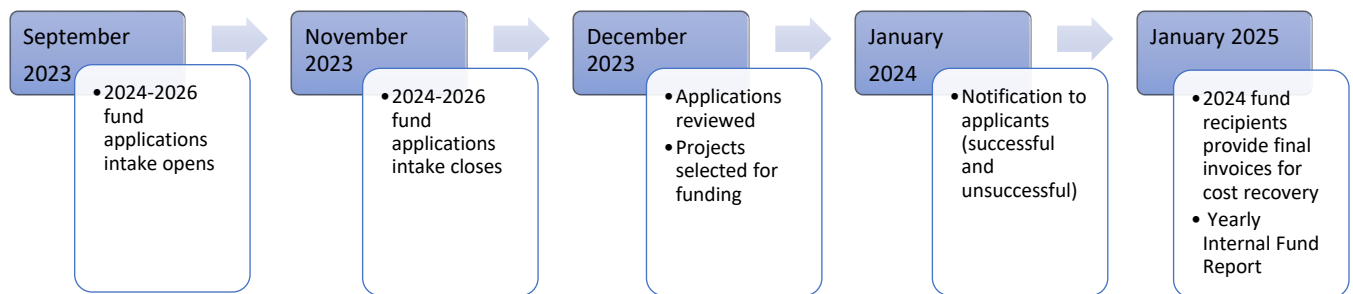 September
2023
•2024-2026
fund
applications
intake opens
November
2023
•2024-2026
fund
applications
intake closes
December
2023
•Applications
reviewed
•Projects
selected for
funding
January
2024
•Notification to
applicants
(successful
and
unsuccessful)
January 2025
•2024 fund
recipients
provide final
invoices for
cost recovery
• Yearly
Internal Fund
Report